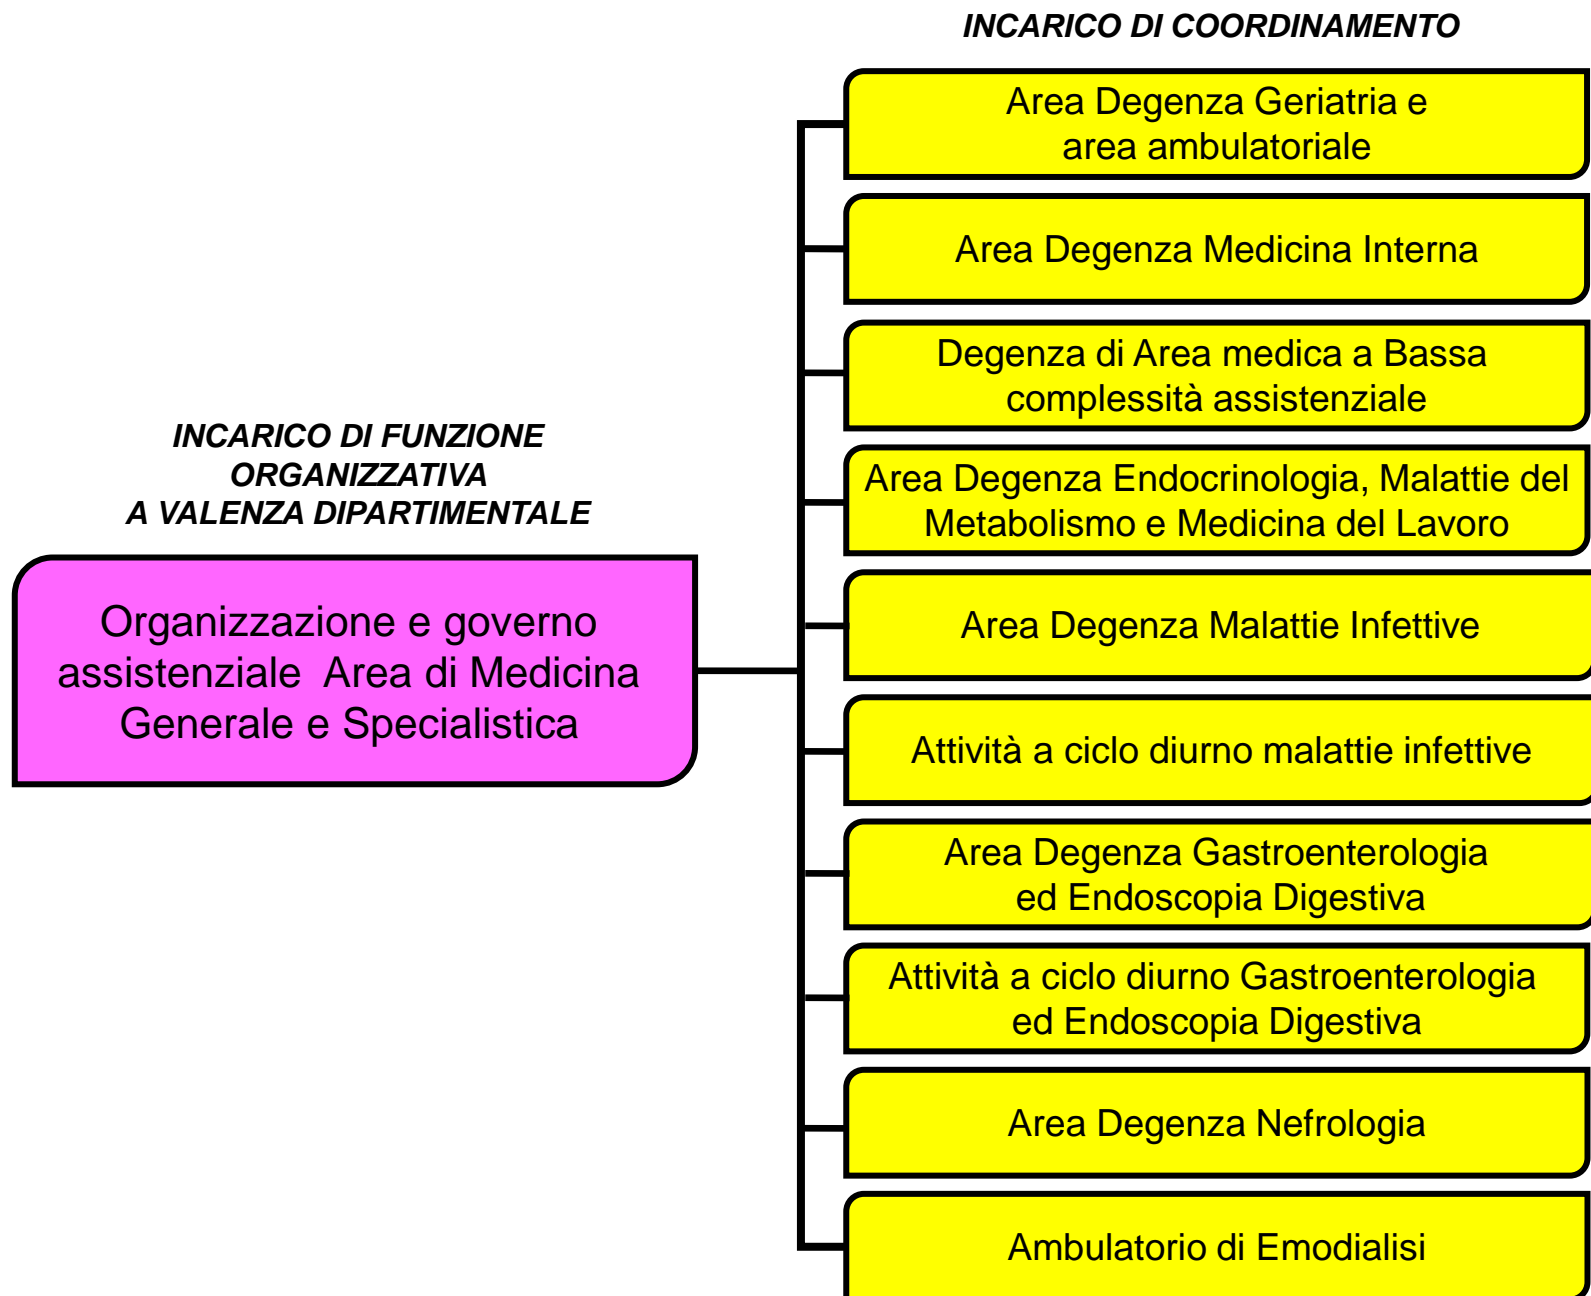 INCARICO DI COORDINAMENTO
Area Degenza Geriatria e
area ambulatoriale
Area Degenza Medicina Interna
Degenza di Area medica a Bassa
complessità assistenziale
Area Degenza Endocrinologia, Malattie del
Metabolismo e Medicina del Lavoro
Area Degenza Malattie Infettive
Attività a ciclo diurno malattie infettive
Area Degenza Gastroenterologia
ed Endoscopia Digestiva
Attività a ciclo diurno Gastroenterologia
ed Endoscopia Digestiva
Area Degenza Nefrologia
Ambulatorio di Emodialisi
INCARICO DI FUNZIONE
ORGANIZZATIVA
A VALENZA DIPARTIMENTALE
Organizzazione e governo
assistenziale Area di Medicina
Generale e Specialistica